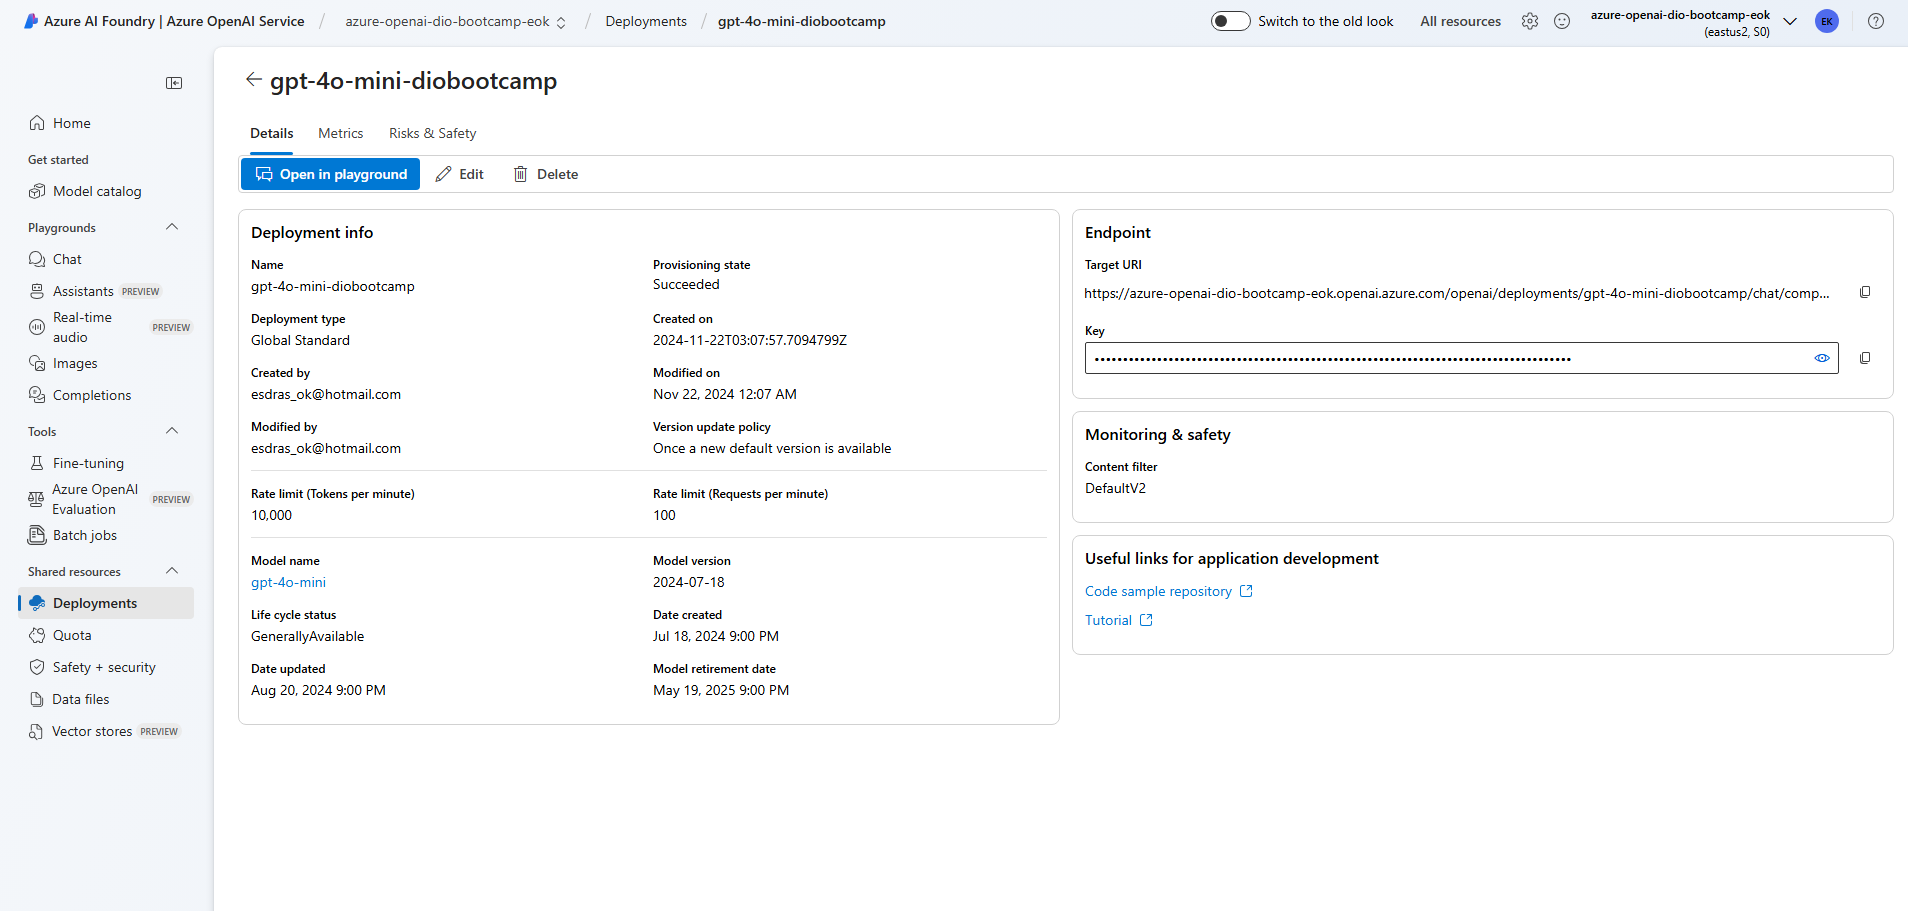 Azure AI Foundry | Azure OpenAI Service / azure-openai-dio-bootcamp-eok / Deployments / gpt-4o-mini-diobootcamp
Switch to the old look All resources azure-openai-dio-bootcamp-eok
(eastus2, S0)
EK
Home
Get started
Model catalog
Playgrounds
Chat
Assistants PREVIEW
Real-time
audio PREVIEW
Images
Completions
Tools
Fine-tuning
Azure OpenAI
Evaluation PREVIEW
Batch jobs
Shared resources
Deployments
Quota
Safety + security
Data files
Vector stores PREVIEW
gpt-4o-mini-diobootcamp
Details Metrics Risks & Safety
Open in playground Edit Delete
Deployment info
Name
gpt-4o-mini-diobootcamp
Provisioning state
Succeeded
Deployment type
Global Standard
Created on
2024-11-22T03:07:57.7094799Z
Created by
esdras_ok@hotmail.com
Modified on
Nov 22, 2024 12:07 AM
Modified by
esdras_ok@hotmail.com
Version update policy
Once a new default version is available
Rate limit (Tokens per minute)
10,000
Rate limit (Requests per minute)
100
Model name
gpt-4o-mini
Model version
2024-07-18
Life cycle status
GenerallyAvailable
Date created
Jul 18, 2024 9:00 PM
Date updated
Aug 20, 2024 9:00 PM
Model retirement date
May 19, 2025 9:00 PM
Endpoint
Target URI
https://azure-openai-dio-bootcamp-eok.openai.azure.com/openai/deployments/gpt-4o-mini-diobootcamp/chat/comp...
Key
Monitoring & safety
Content filter
DefaultV2
Useful links for application development
Code sample repository
Tutorial